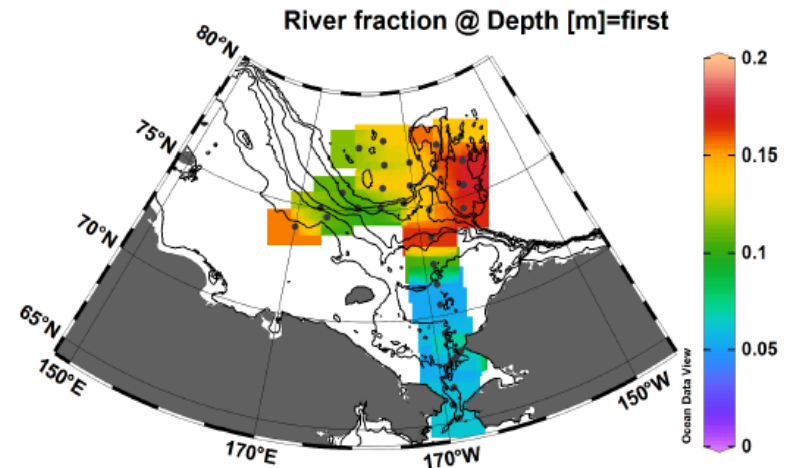 River fraction @ Depth [m]=first
80°N
75°N
70°N
65°N
150°E
170°E
170°W
150°W
0.2
0.15
0.1
0.05
0
Ocean Data View